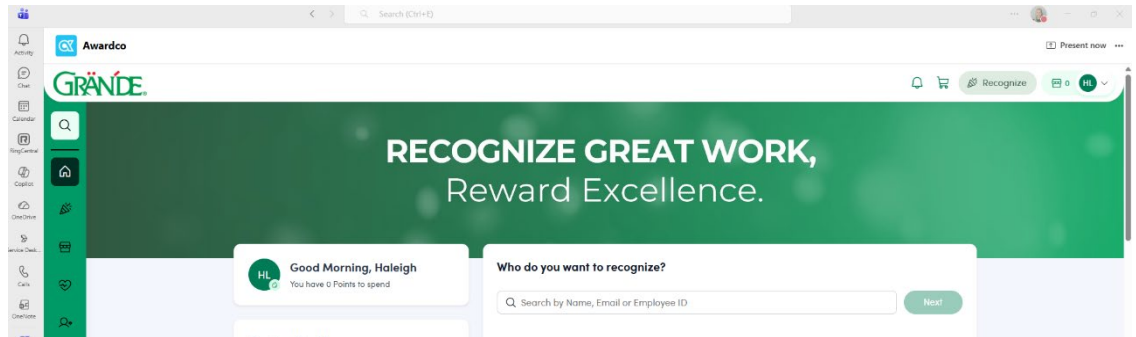 Search (Ctrl+E)
Activity
Chat
Calendar
RingCentral
Copilot
OneDrive
Service Desk...
Calls
OneNote
Awardco
Present now
GRÄNDE®
Recognize
0
HL
RECOGNIZE GREAT WORK,
Reward Excellence.
HL
G
Good Morning, Haleigh
You have 0 Points to spend
Who do you want to recognize?
Search by Name, Email or Employee ID
Next